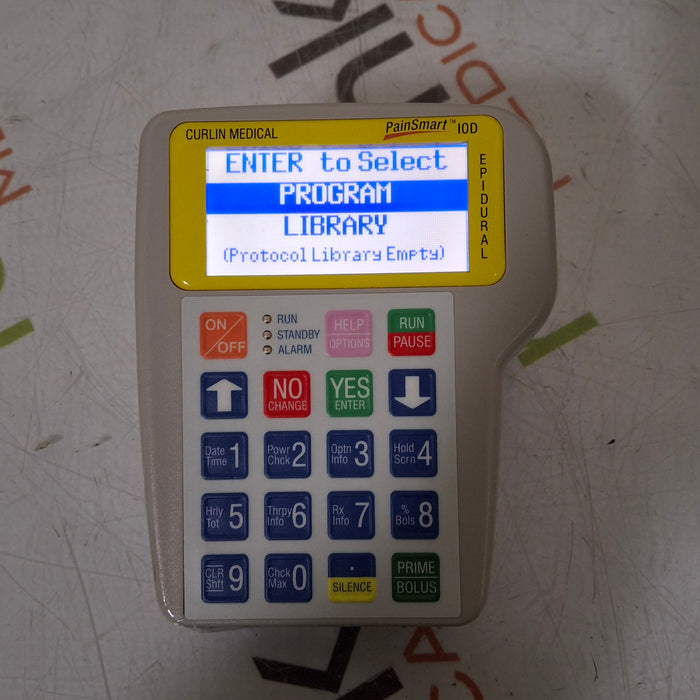 CURLIN MEDICAL
PainSmart™ IOD
EPIDURAL
ENTER to Select
PROGRAM
LIBRARY
(Protocol Library Empty)
ON/OFF
RUN
STANDBY
ALARM
HELP
OPTIONS
RUN
PAUSE
NO
CHANGE
YES
ENTER
Date
Time 1
Powr
Chck 2
Optn
Info 3
Hold
Scrn 4
Hrly
Tot 5
Thrpy
Info 6
Rx
Info 7
%
Bols 8
CLR
Shft 9
Chck
Max 0
.
SILENCE
PRIME
BOLUS